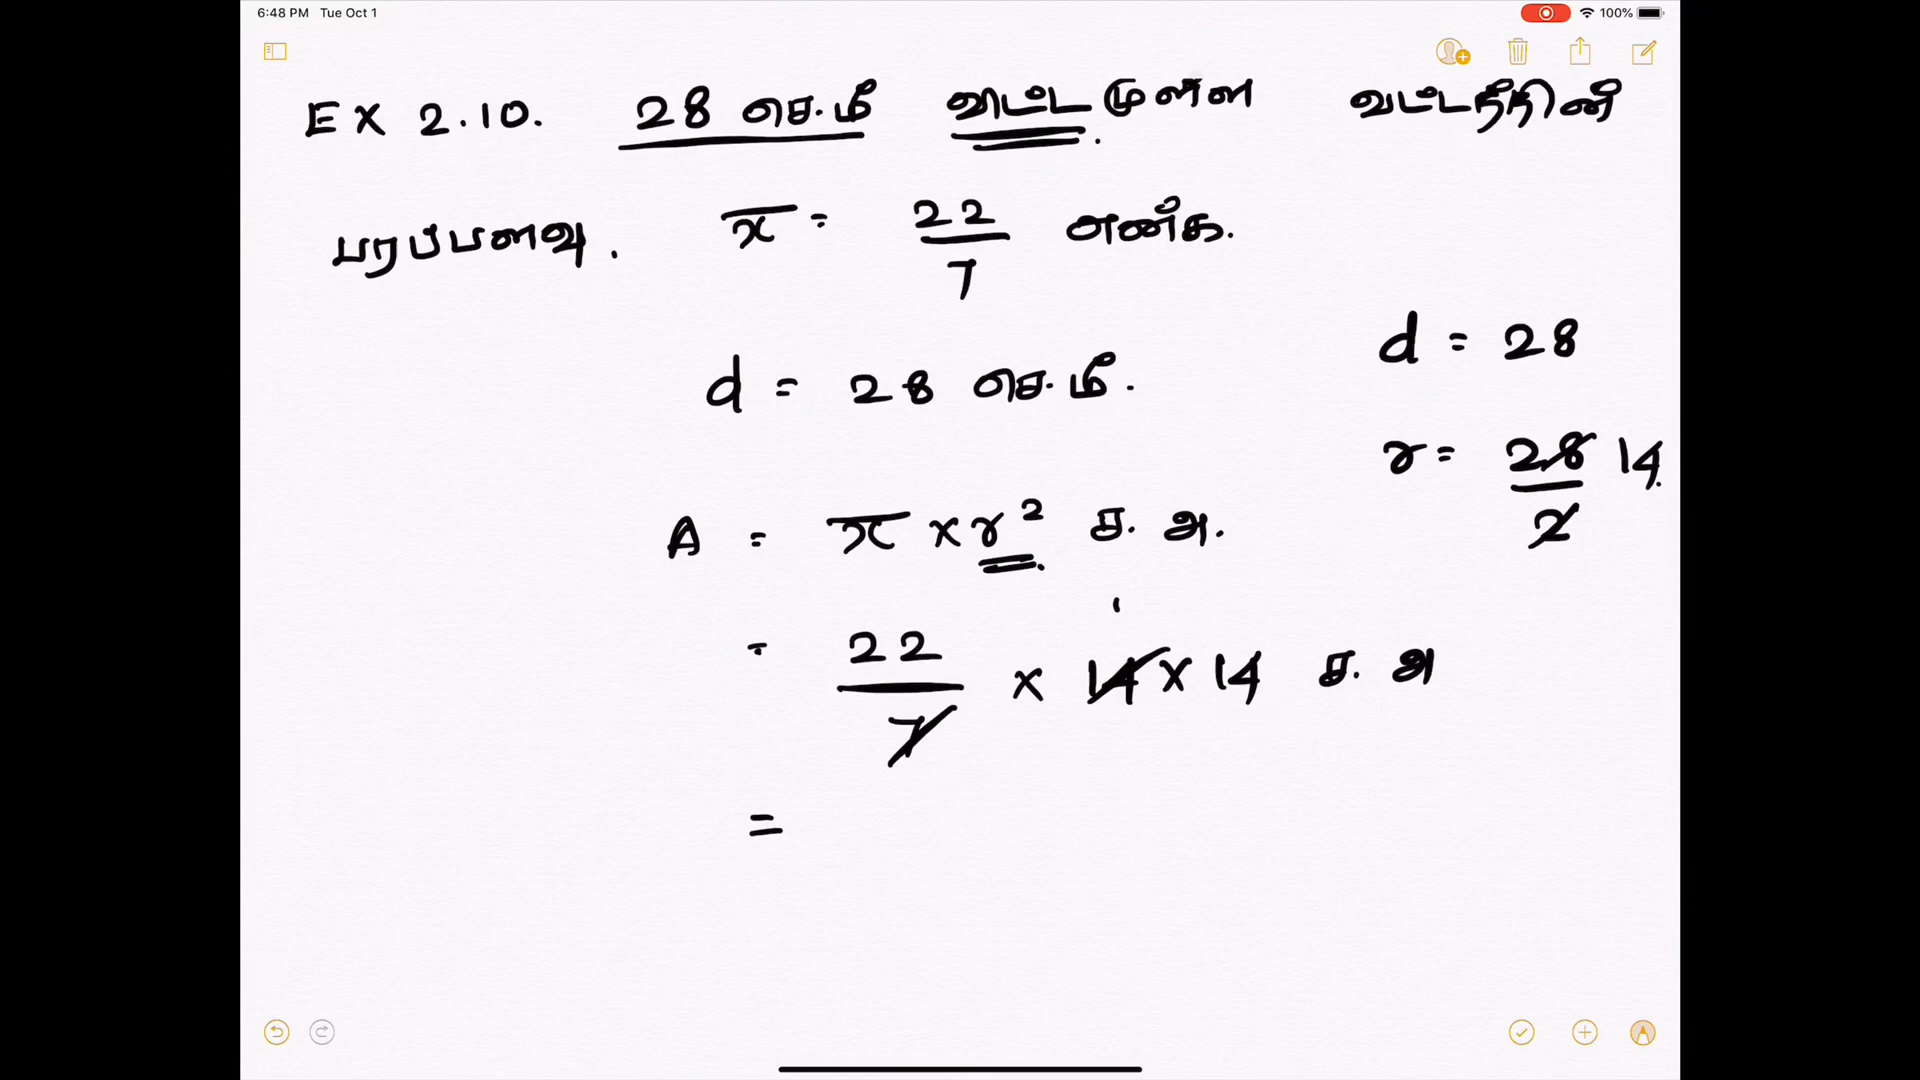 6:48 PM Tue Oct 1 100%
EX 2.10. 28 செ.மீ விட்டமுள்ள வட்டத்தின்
பரப்பளவு. π = 22/7 என்க.
d = 28
d = 28 செ.மீ.
r = 28/2 14.
A = π × r² ச. அ.
= 22/7 × 14 × 14 ச. அ
=